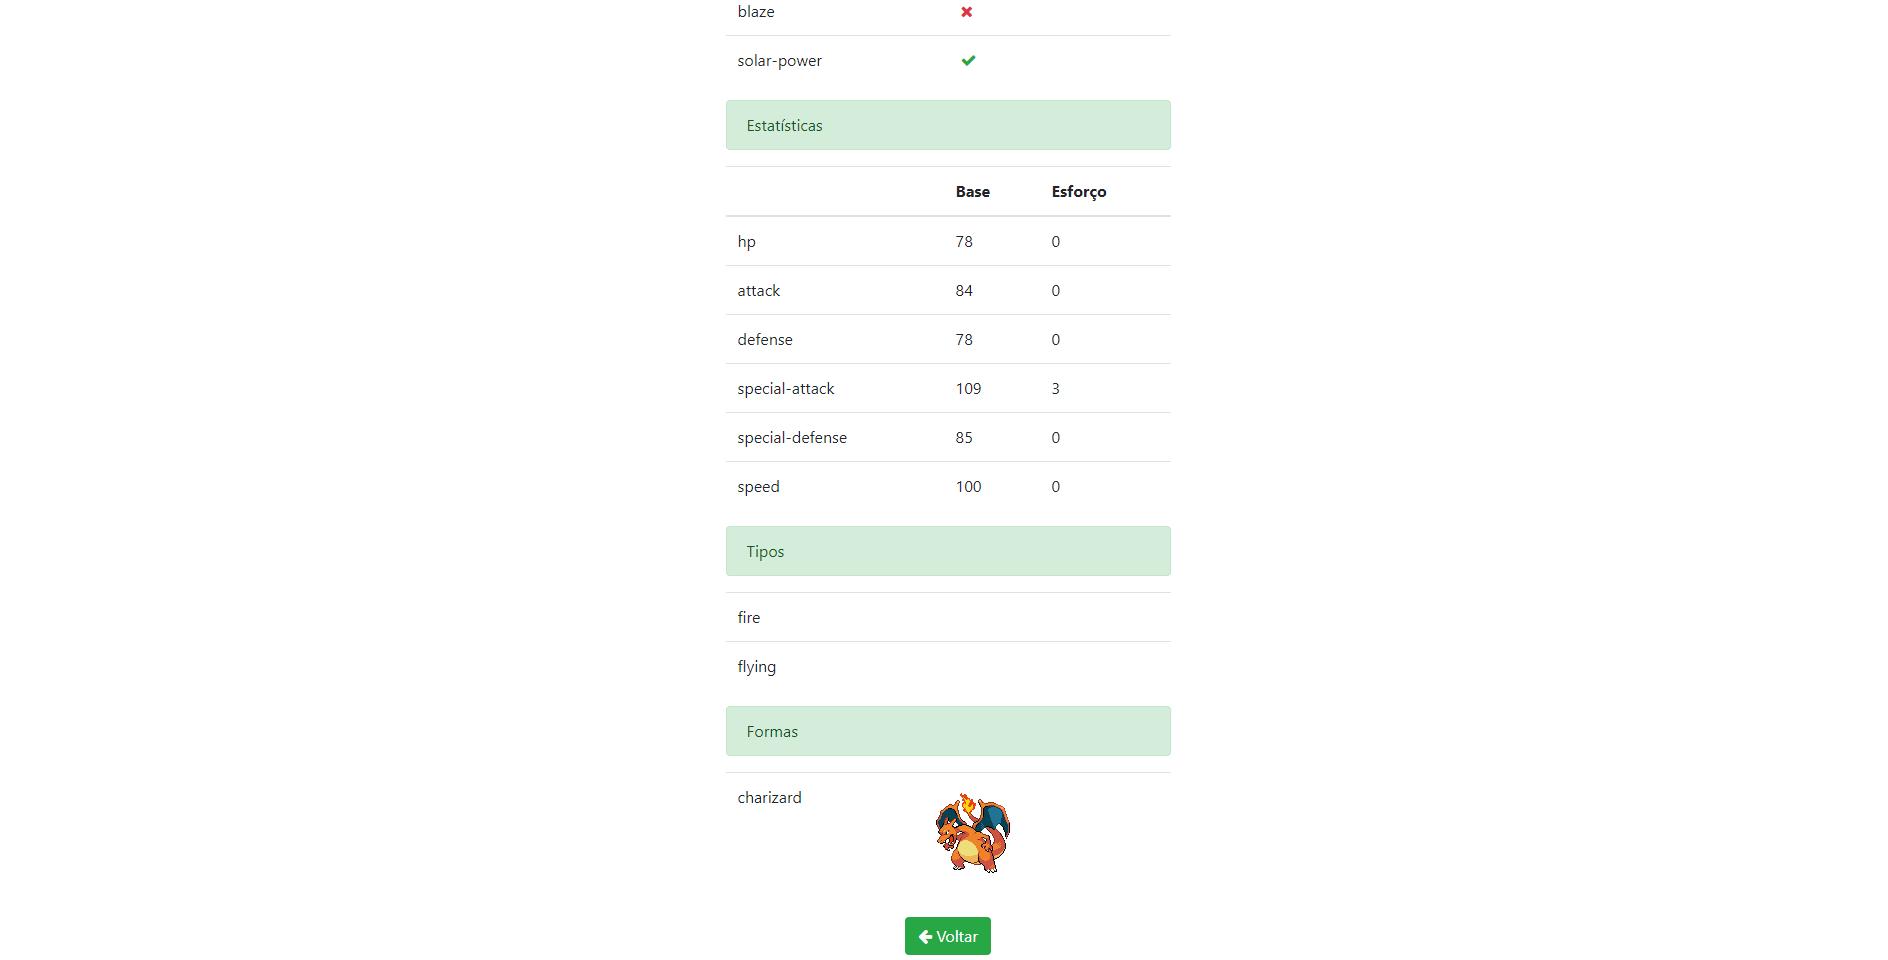 blaze
solar-power
Estatísticas
Base Esforço
hp 78 0
attack 84 0
defense 78 0
special-attack 109 3
special-defense 85 0
speed 100 0
Tipos
fire
flying
Formas
charizard
Voltar